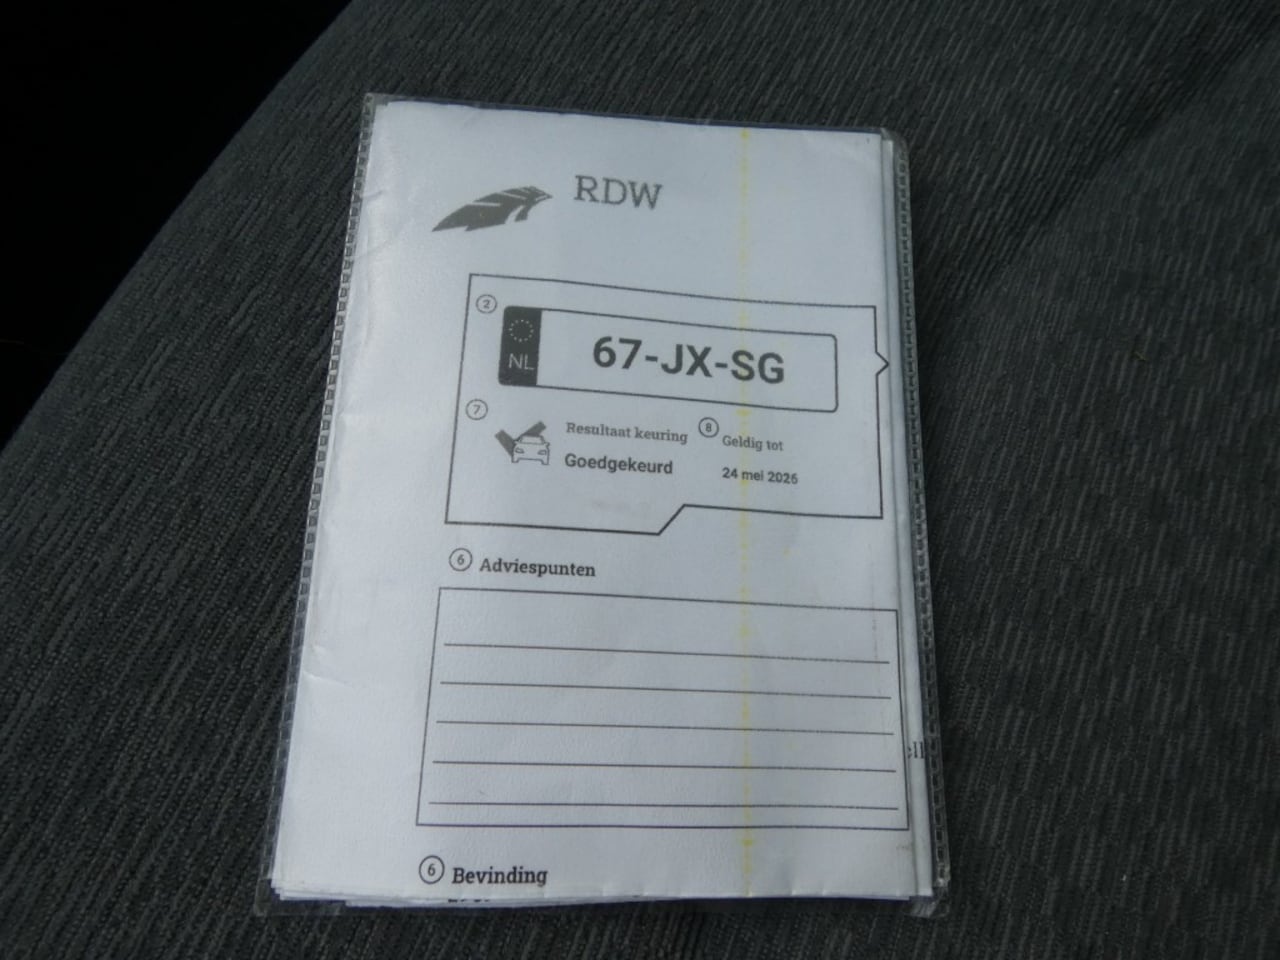 RDW
2
NL 67-JX-SG
7 Resultaat keuring 8 Geldig tot
Goedgekeurd 24 mei 2026
6 Adviespunten
6 Bevinding